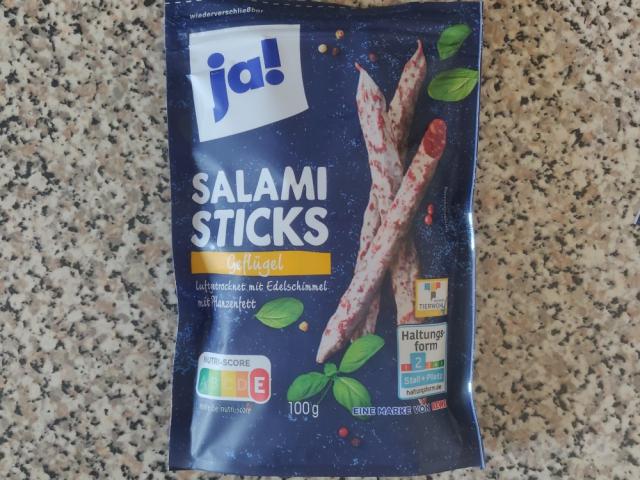 wiederverschließbar
ja!
SALAMI
STICKS
Geflügel
Luftgetrocknet mit Edelschimmel
mit Pflanzenfett
TIERWOHL
Haltungs-
form
2
Stall+Platz
haltungsform.de
NUTRI-SCORE
A B C D E
100g
EINE MARKE VON REWE